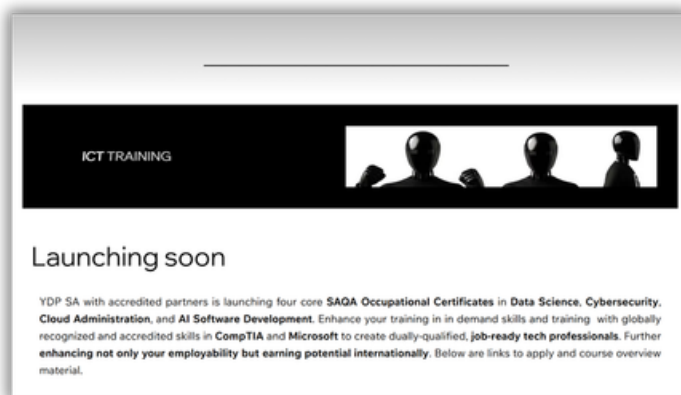 ICT TRAINING
Launching soon
YDP SA with accredited partners is launching four core SAQA Occupational Certificates in Data Science, Cybersecurity,
Cloud Administration, and AI Software Development. Enhance your training in in demand skills and training with globally
recognized and accredited skills in CompTIA and Microsoft to create dually-qualified, job-ready tech professionals. Further
enhancing not only your employability but earning potential internationally. Below are links to apply and course overview
material.